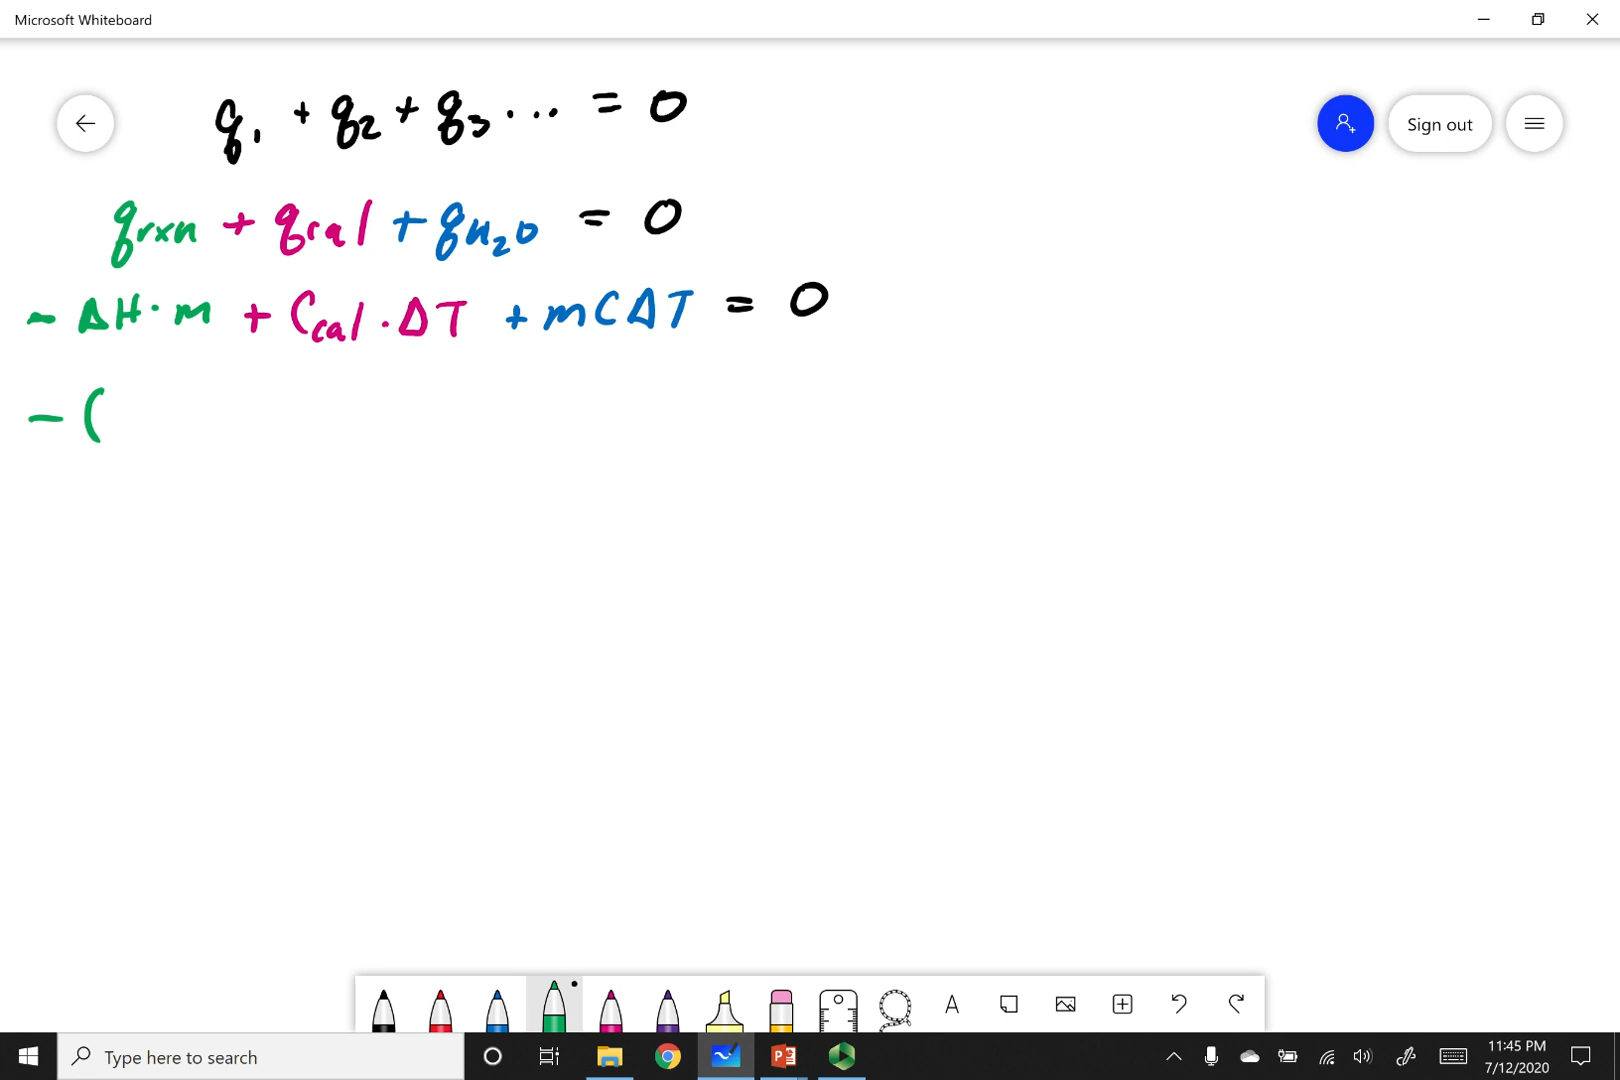 Microsoft Whiteboard
q₁ + q₂ + q₃ ... = 0
Sign out
qrxn + qcal + qH₂O = 0
- ΔH · m + Ccal · ΔT + mCΔT = 0
- (
A
Type here to search
11:45 PM
7/12/2020